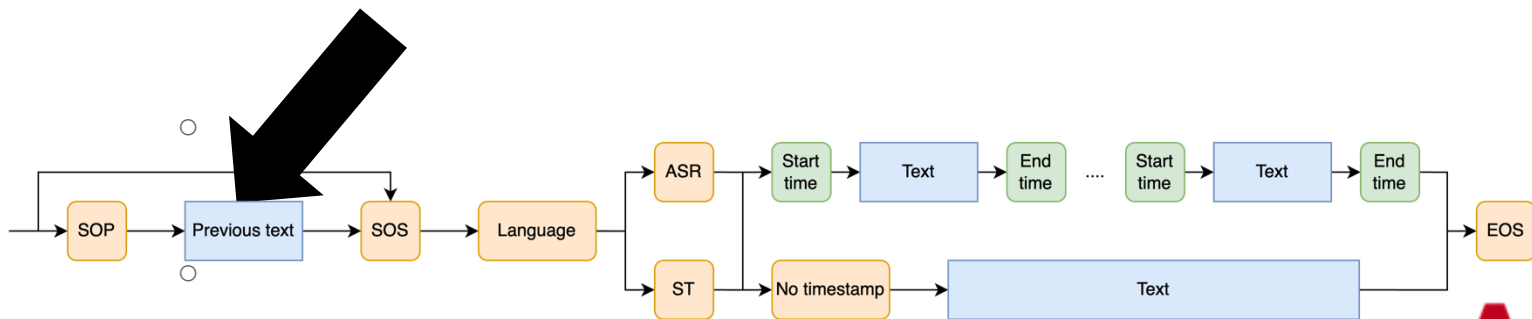 SOP
Previous text
SOS
Language
ASR
Start
time
Text
End
time
....
Start
time
Text
End
time
ST
No timestamp
Text
EOS